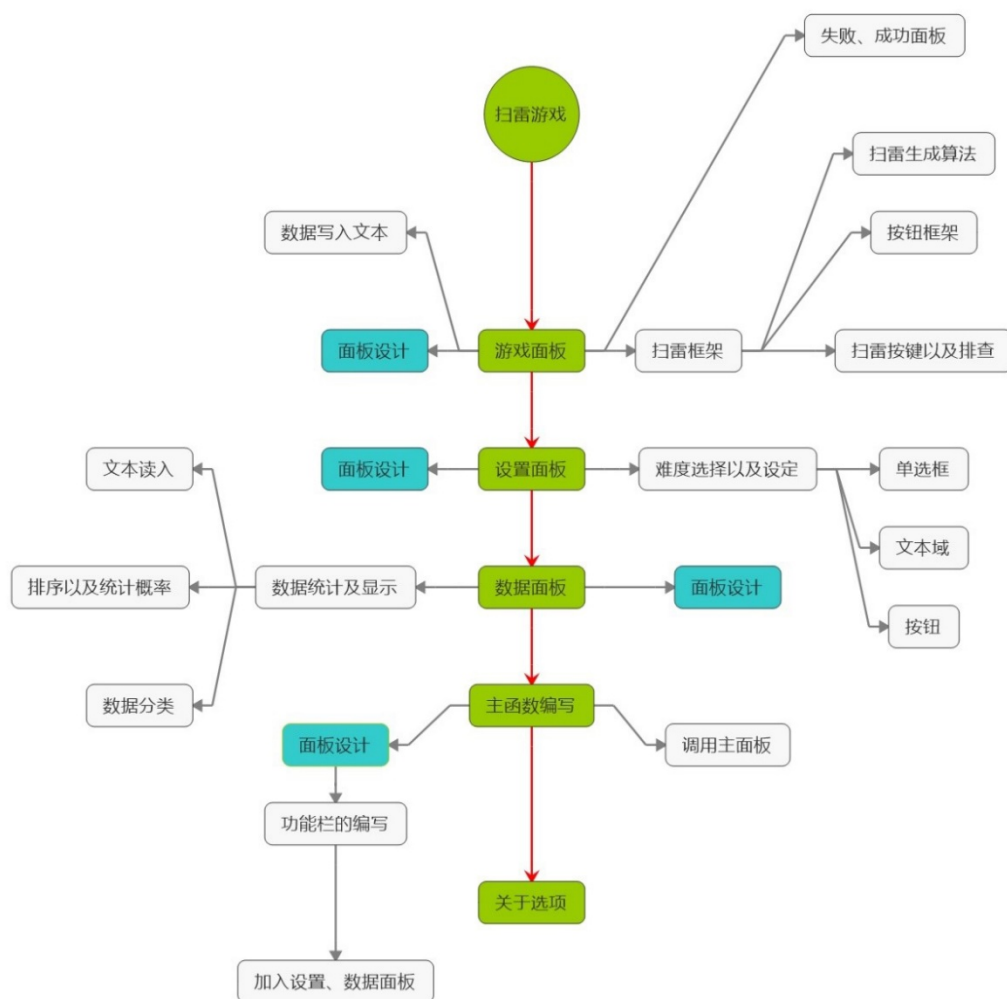 失败、成功面板
扫雷游戏
扫雷生成算法
数据写入文本
按钮框架
面板设计
游戏面板
扫雷框架
扫雷按键以及排查
文本读入
面板设计
设置面板
难度选择以及设定
单选框
文本域
排序以及统计概率
数据统计及显示
数据面板
面板设计
按钮
数据分类
主函数编写
面板设计
调用主面板
功能栏的编写
关于选项
加入设置、数据面板